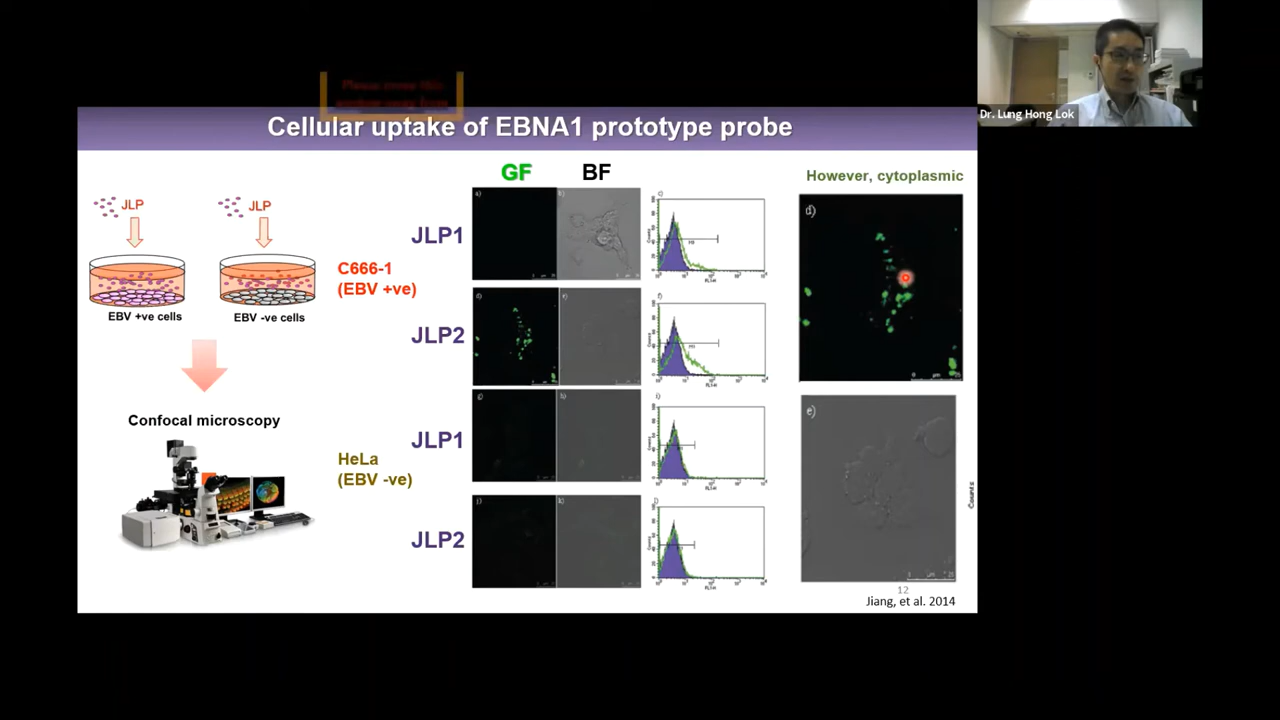 Dr. Lung Hong Lok
Cellular uptake of EBNA1 prototype probe
JLP
JLP
EBV +ve cells
EBV -ve cells
Confocal microscopy
C666-1
(EBV +ve)
HeLa
(EBV -ve)
GF
BF
JLP1
JLP2
JLP1
JLP2
However, cytoplasmic
d)
e)
Counts
12
Jiang, et al. 2014